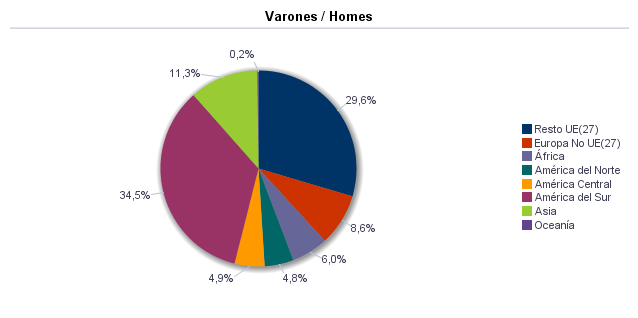 Varones / Homes
0,2%
11,3%
29,6%
34,5%
8,6%
6,0%
4,9%
4,8%
Resto UE(27)
Europa No UE(27)
África
América del Norte
América Central
América del Sur
Asia
Oceanía